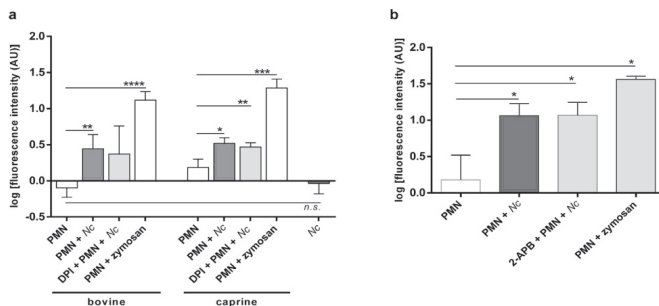 a
log [fluorescence intensity (AU)]
2.0
1.5
1.0
0.5
0.0
-0.5
****
**
***
**
*
n.s.
PMN
PMN + Nc
DPI + PMN + Nc
PMN + zymosan
PMN
PMN + Nc
DPI + PMN + Nc
PMN + zymosan
Nc
bovine
caprine
b
log [fluorescence intensity (AU)]
2.0
1.5
1.0
0.5
0.0
*
*
*
PMN
PMN + Nc
2-APB + PMN + Nc
PMN + zymosan